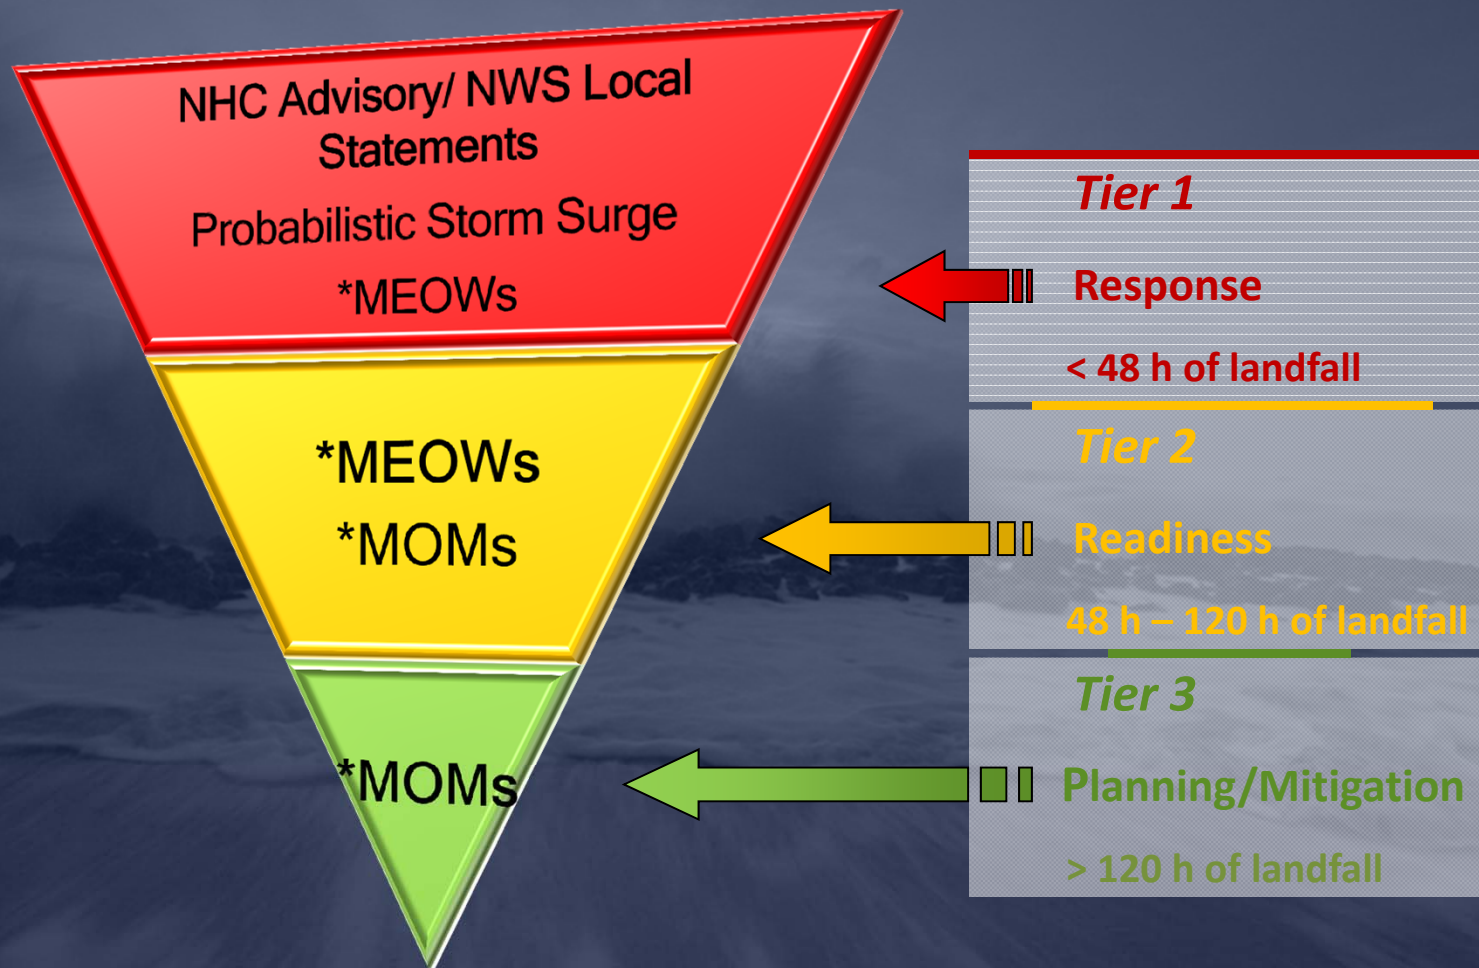 NHC Advisory/ NWS Local
Statements
Probabilistic Storm Surge
*MEOWs
*MEOWs
*MOMs
*MOMs
Tier 1
Response
< 48 h of landfall
Tier 2
Readiness
48 h – 120 h of landfall
Tier 3
Planning/Mitigation
> 120 h of landfall